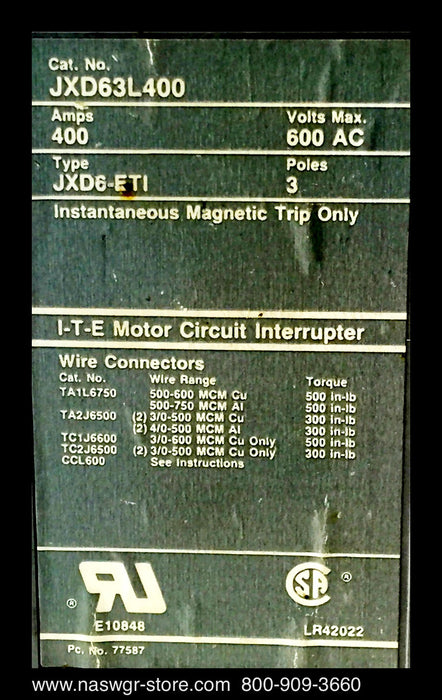 Cat. No.
JXD63L400
Amps Volts Max.
400 600 AC
Type Poles
JXD6-ETI 3
Instantaneous Magnetic Trip Only
I-T-E Motor Circuit Interrupter
Wire Connectors
Cat. No. Wire Range Torque
TA1L6750 500-600 MCM Cu 500 in-lb
500-750 MCM Al 500 in-lb
TA2J6500 (2) 3/0-500 MCM Cu 300 in-lb
(2) 4/0-500 MCM Al 300 in-lb
TC1J6600 3/0-600 MCM Cu Only 500 in-lb
TC2J6500 (2) 3/0-500 MCM Cu Only 300 in-lb
CCL600 See Instructions
® RU SA ®
E10848 LR42022
Pc. No. 77587
www.naswgr-store.com 800-909-3660